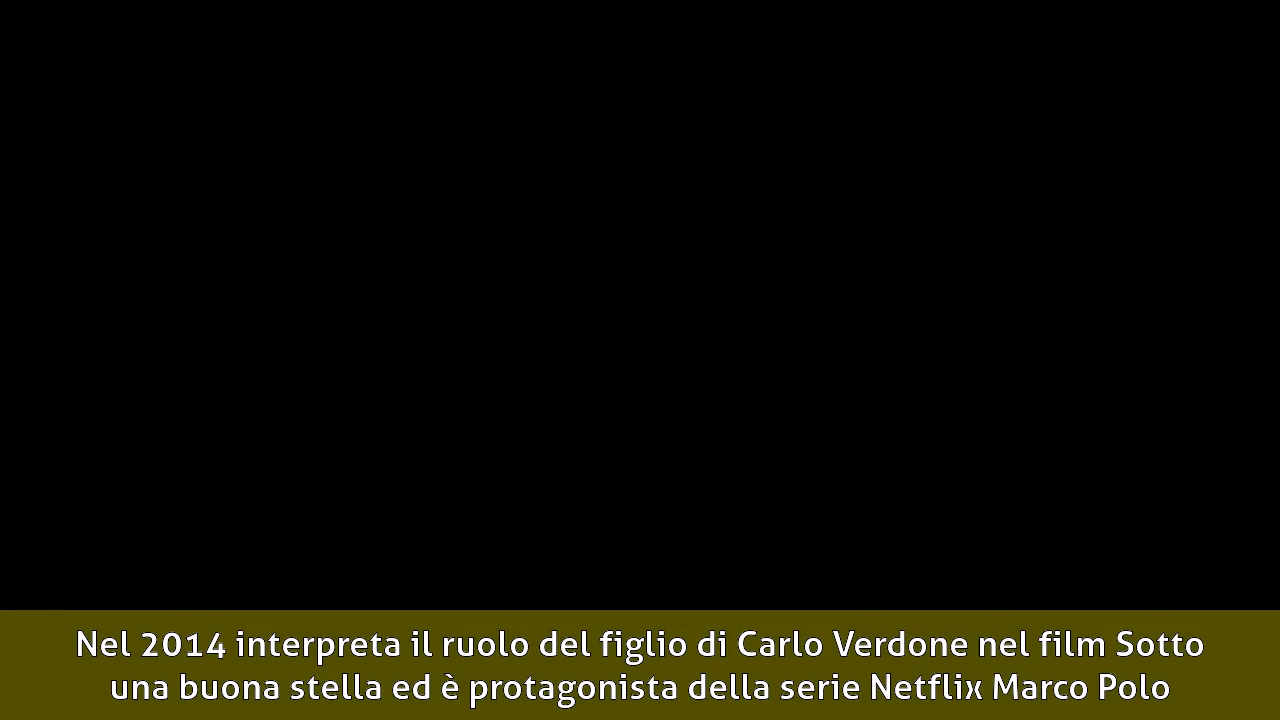 Nel 2014 interpreta il ruolo del figlio di Carlo Verdone nel film Sotto
una buona stella ed è protagonista della serie Netflix Marco Polo